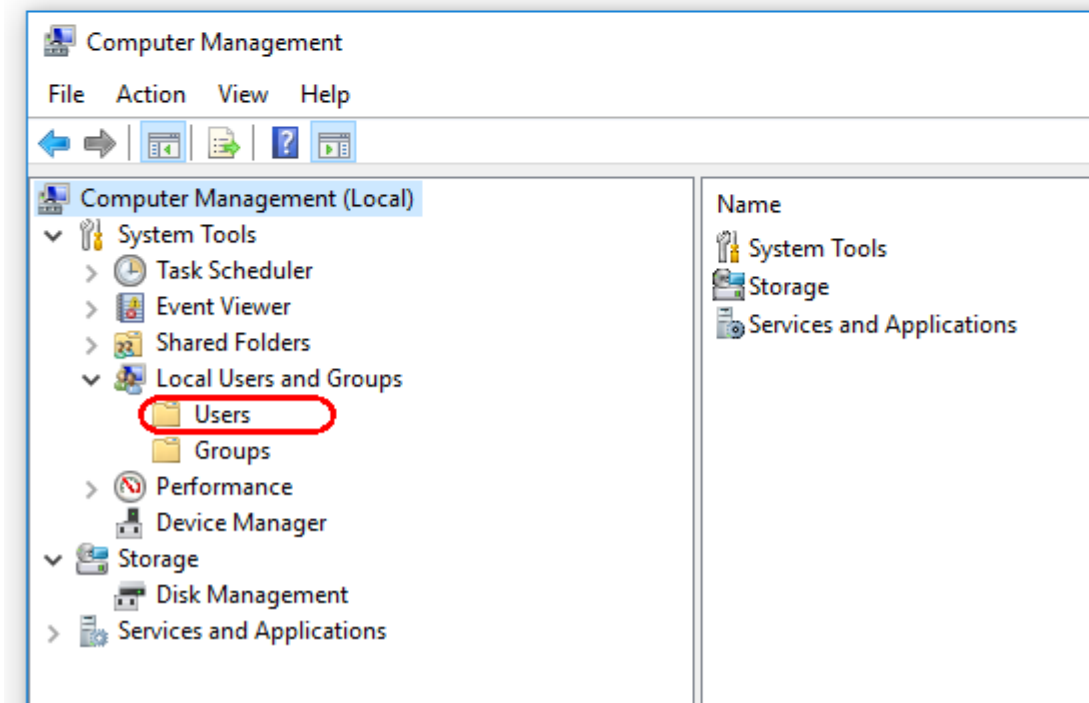 Computer Management
File Action View Help
Computer Management (Local)
System Tools
Task Scheduler
Event Viewer
Shared Folders
Local Users and Groups
Users
Groups
Performance
Device Manager
Storage
Disk Management
Services and Applications
Name
System Tools
Storage
Services and Applications